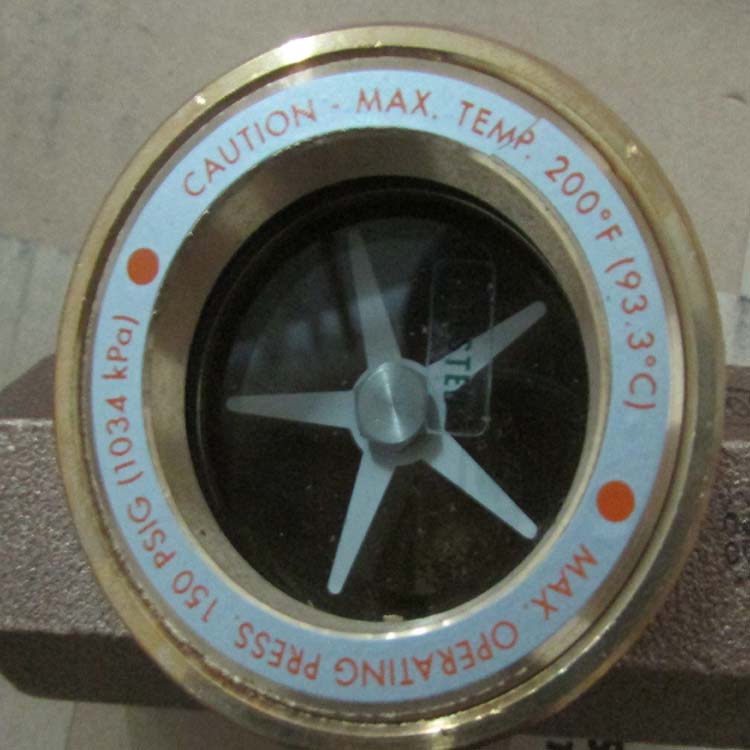 CAUTION - MAX. TEMP. 200°F (93.3°C)
MAX. OPERATING PRESS. 150 PSIG (1034 kPa)